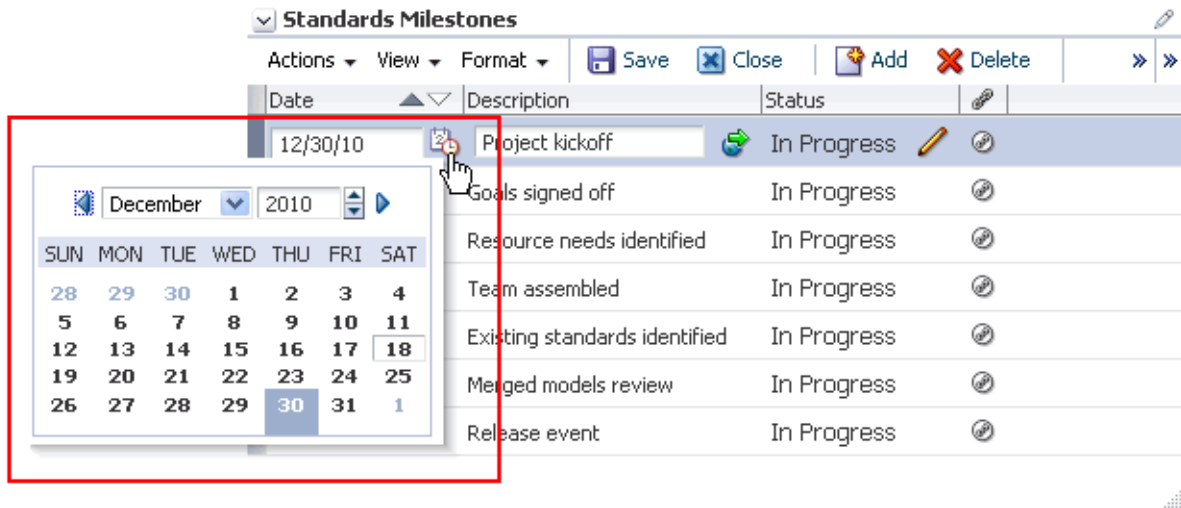 Standards Milestones
Actions View Format Save Close Add Delete
Date Description Status
12/30/10 Project kickoff In Progress
December 2010
Goals signed off In Progress
SUN MON TUE WED THU FRI SAT
Resource needs identified In Progress
28 29 30 1 2 3 4
Team assembled In Progress
5 6 7 8 9 10 11
Existing standards identified In Progress
12 13 14 15 16 17 18
19 20 21 22 23 24 25
Merged models review In Progress
26 27 28 29 30 31 1
Release event In Progress